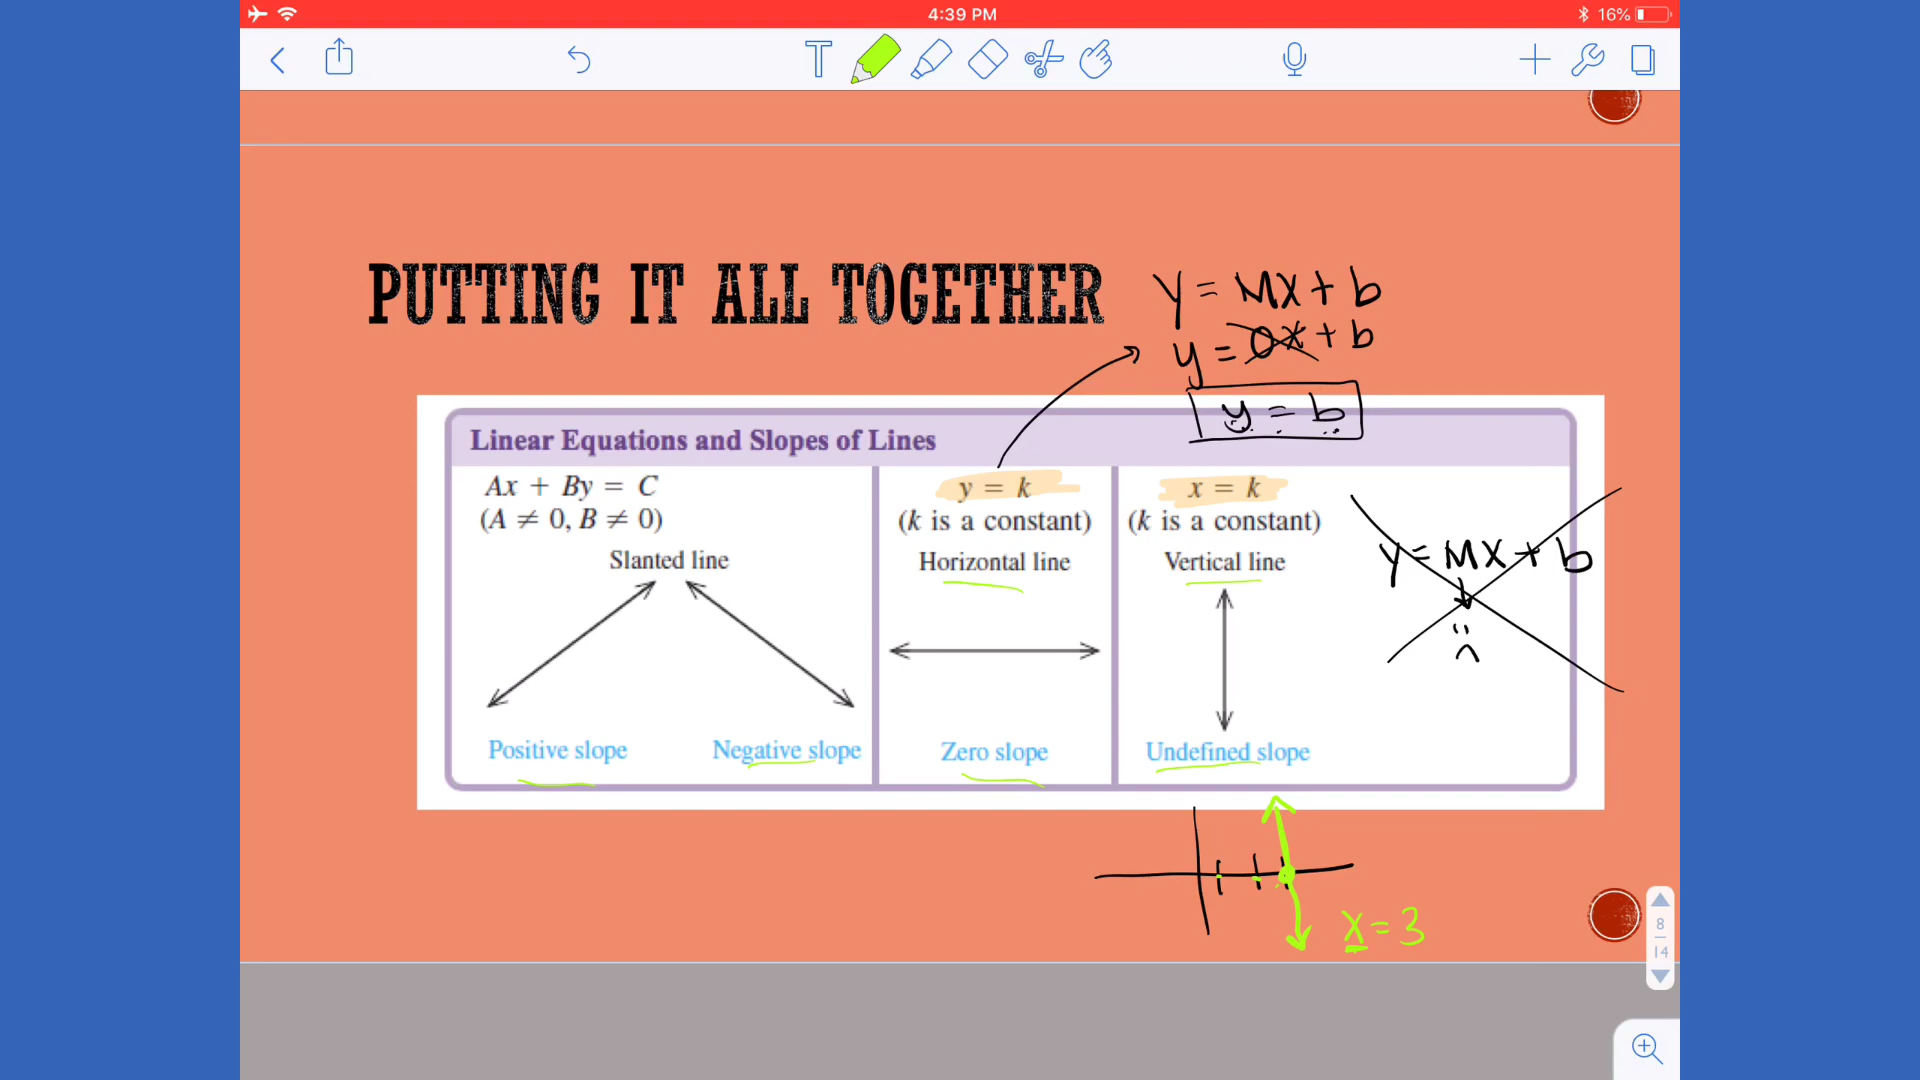 4:39 PM
16%
T
PUTTING IT ALL TOGETHER
y = Mx + b
y = 0x + b
y = b
Linear Equations and Slopes of Lines
Ax + By = C
(A ≠ 0, B ≠ 0)
Slanted line
Positive slope
Negative slope
y = k
(k is a constant)
Horizontal line
Zero slope
x = k
(k is a constant)
Vertical line
Undefined slope
y = Mx + b
x = 3
8
14